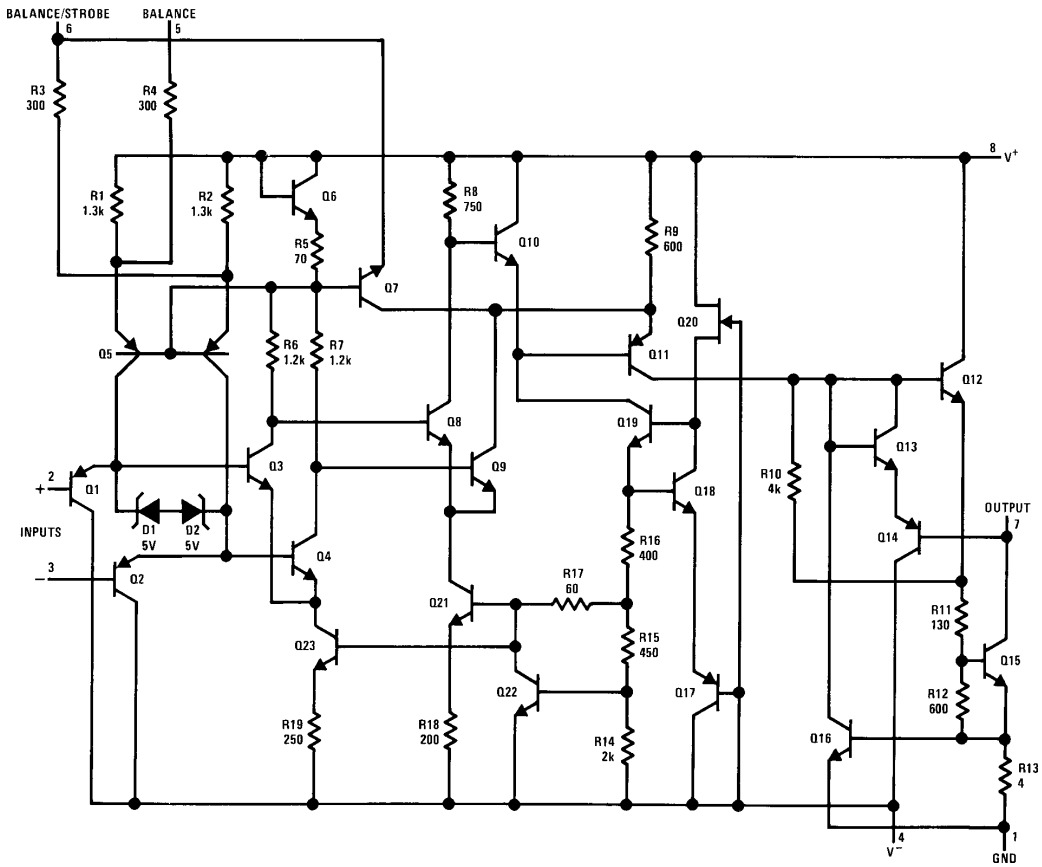 BALANCE/STROBE
BALANCE
6
5
R3
300
R4
300
8
V+
R1
1.3k
R2
1.3k
Q6
R8
750
R5
70
Q10
R9
600
Q7
Q20
Q5
R6
1.2k
R7
1.2k
Q11
Q12
Q8
Q19
Q13
Q3
Q9
Q18
R10
4k
2
+
Q1
OUTPUT
7
INPUTS
D1
5V
D2
5V
Q4
R16
400
Q14
3
–
Q2
R17
60
Q21
R11
130
Q23
R15
450
Q15
Q22
Q17
R12
600
R19
250
R18
200
R14
2k
Q16
R13
4
4
V–
1
GND